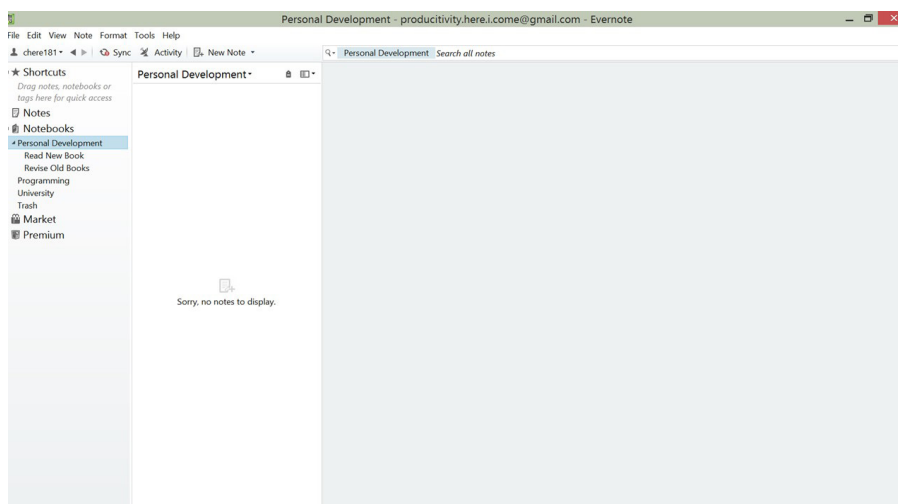 Personal Development - producitivity.here.i.come@gmail.com - Evernote
File Edit View Note Format Tools Help
chere181 Sync Activity New Note
Personal Development Search all notes
Shortcuts
Drag notes, notebooks or
tags here for quick access
Notes
Notebooks
Personal Development
Read New Book
Revise Old Books
Programming
University
Trash
Market
Premium
Personal Development
Sorry, no notes to display.